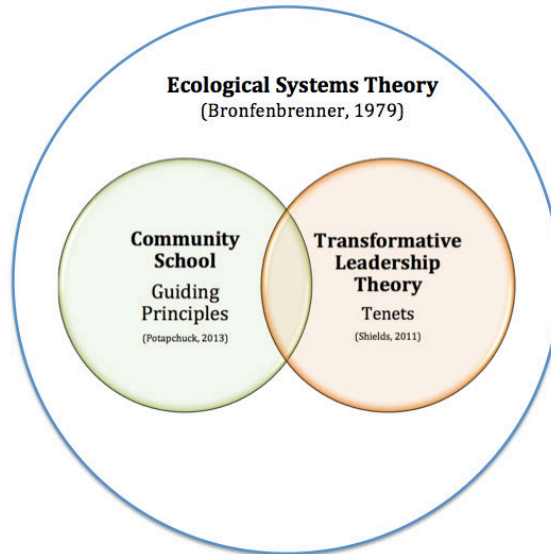 Ecological Systems Theory
(Bronfenbrenner, 1979)
Community
School
Guiding
Principles
(Potapchuck, 2013)
Transformative
Leadership
Theory
Tenets
(Shields, 2011)